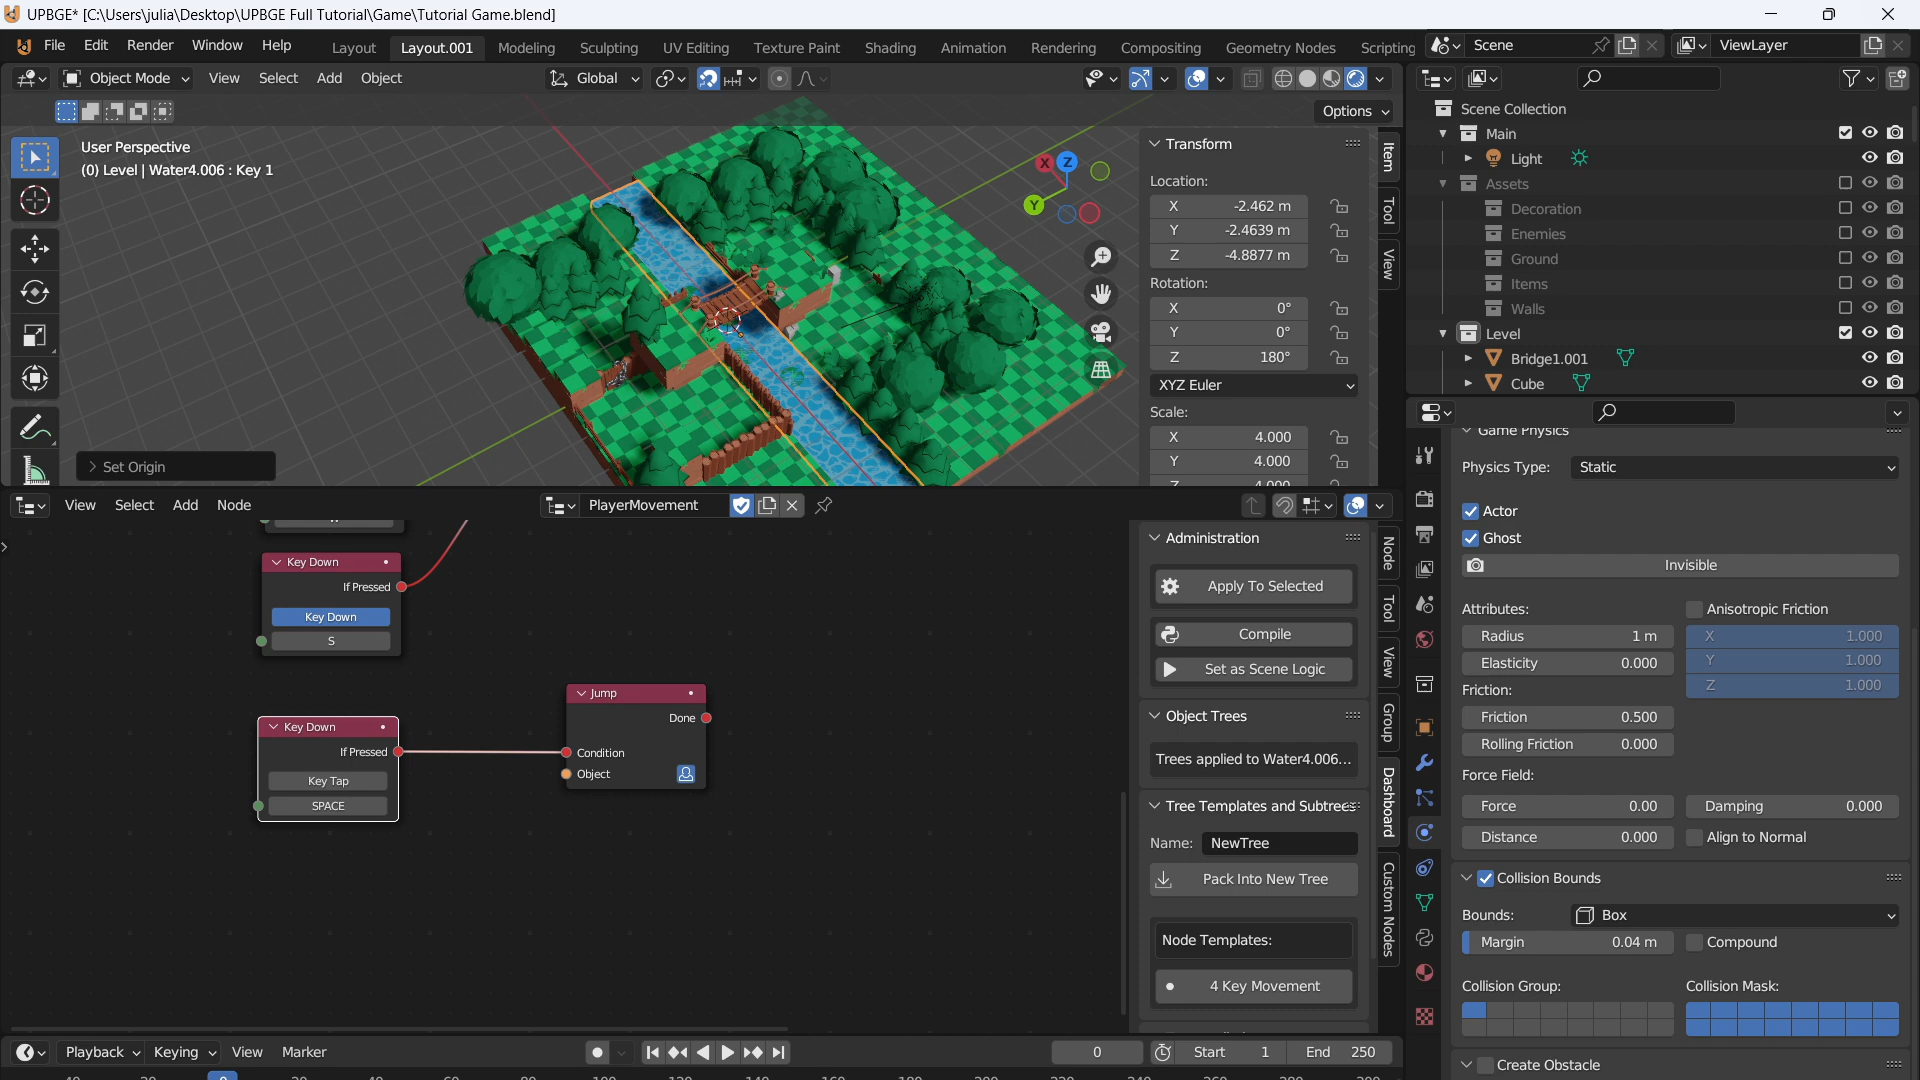 UPBGE* [C:\Users\julia\Desktop\UPBGE Full Tutorial\Game\Tutorial Game.blend]
File Edit Render Window Help Layout Layout.001 Modeling Sculpting UV Editing Texture Paint Shading Animation Rendering Compositing Geometry Nodes Scripting Scene ViewLayer
Object Mode View Select Add Object Global
Options
User Perspective
(0) Level | Water4.006 : Key 1
X Z
Y
Transform
Location:
X -2.462 m
Y -2.4639 m
Z -4.8877 m
Rotation:
X 0°
Y 0°
Z 180°
XYZ Euler
Scale:
X 4.000
Y 4.000
Z 4.000
Item
Tool
View
Set Origin
Scene Collection
Main
Light
Assets
Decoration
Enemies
Ground
Items
Walls
Level
Bridge1.001
Cube
Game Physics
Physics Type: Static
Actor
Ghost
Invisible
Attributes: Anisotropic Friction
Radius 1 m X 1.000
Elasticity 0.000 Y 1.000
Friction: Z 1.000
Friction 0.500
Rolling Friction 0.000
Force Field:
Force 0.00 Damping 0.000
Distance 0.000 Align to Normal
Collision Bounds
Bounds: Box
Margin 0.04 m Compound
Collision Group: Collision Mask:
Create Obstacle
View Select Add Node PlayerMovement
Key Down
If Pressed
Key Down
S
Key Down
If Pressed
Key Tap
SPACE
Jump
Done
Condition
Object
Administration
Apply To Selected
Compile
Set as Scene Logic
Object Trees
Trees applied to Water4.006...
Tree Templates and Subtrees
Name: NewTree
Pack Into New Tree
Node Templates:
4 Key Movement
Node
Tool
View
Group
Dashboard
Custom Nodes
Playback Keying View Marker 0 Start 1 End 250